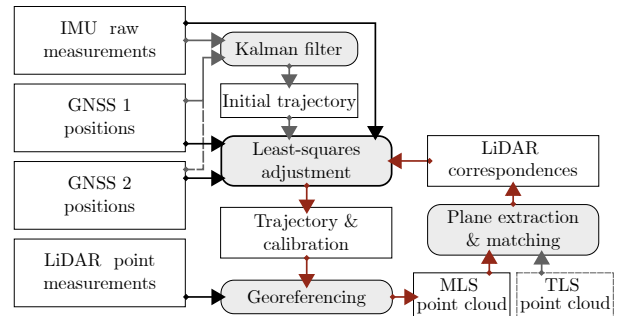 IMU raw
measurements
Kalman filter
GNSS 1
positions
Initial trajectory
Least-squares
adjustment
LiDAR
correspondences
GNSS 2
positions
Trajectory &
calibration
Plane extraction
& matching
LiDAR point
measurements
Georeferencing
MLS
point cloud
TLS
point cloud